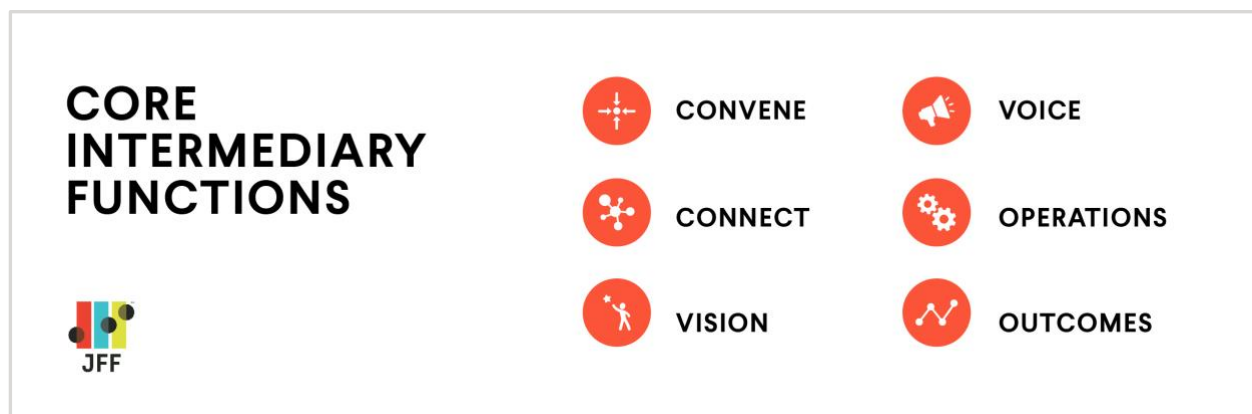 CORE
INTERMEDIARY
FUNCTIONS
JFF
CONVENE
CONNECT
VISION
VOICE
OPERATIONS
OUTCOMES